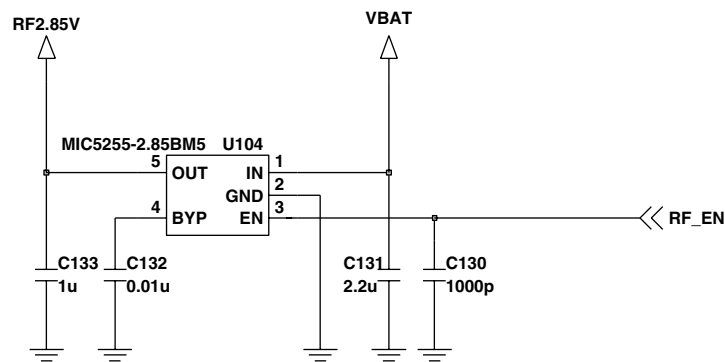 RF2.85V
VBAT
MIC5255-2.85BM5 U104
5 OUT IN 1
GND 2
4 BYP EN 3
RF_EN
C133
1u
C132
0.01u
C131
2.2u
C130
1000p